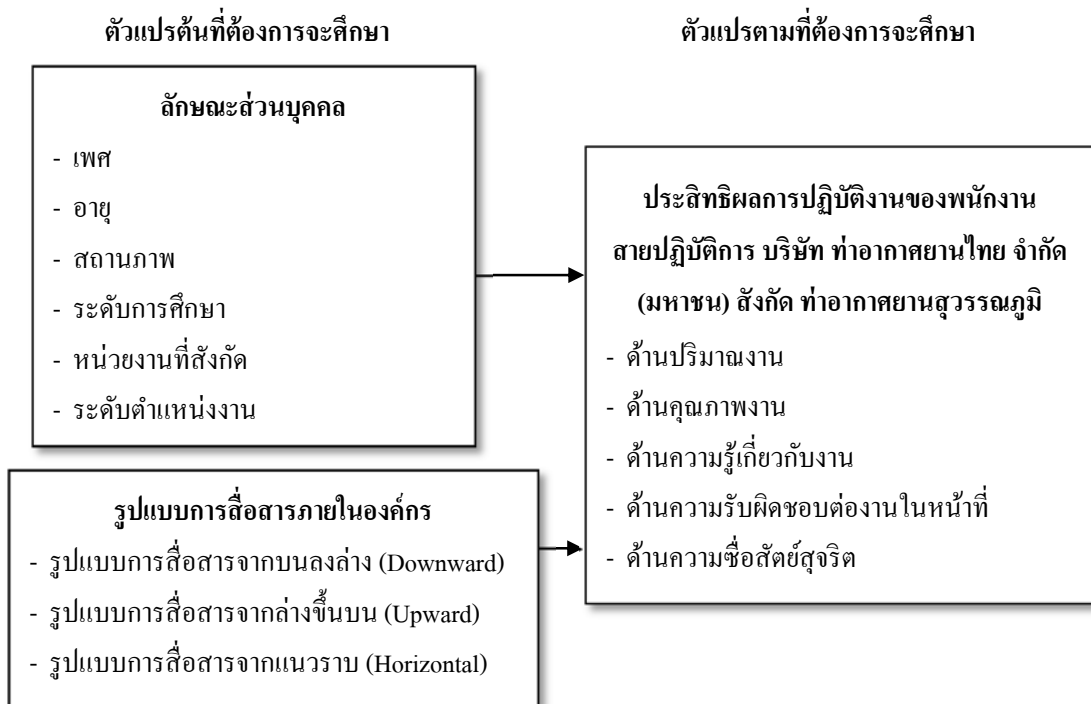 ตัวแปรต้นที่ต้องการจะศึกษา
ลักษณะส่วนบุคคล
- เพศ
- อายุ
- สถานภาพ
- ระดับการศึกษา
- หน่วยงานที่สังกัด
- ระดับตำแหน่งงาน
รูปแบบการสื่อสารภายในองค์กร
- รูปแบบการสื่อสารจากบนลงล่าง (Downward)
- รูปแบบการสื่อสารจากล่างขึ้นบน (Upward)
- รูปแบบการสื่อสารจากแนวราบ (Horizontal)
ตัวแปรตามที่ต้องการจะศึกษา
ประสิทธิผลการปฏิบัติงานของพนักงาน
สายปฏิบัติการ บริษัท ท่าอากาศยานไทย จำกัด
(มหาชน) สังกัด ท่าอากาศยานสุวรรณภูมิ
- ด้านปริมาณงาน
- ด้านคุณภาพงาน
- ด้านความรู้เกี่ยวกับงาน
- ด้านความรับผิดชอบต่องานในหน้าที่
- ด้านความซื่อสัตย์สุจริต